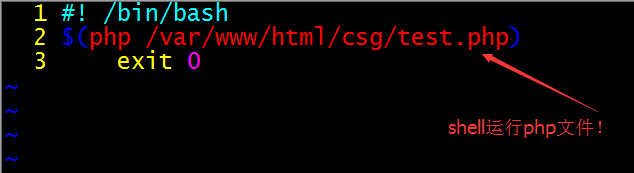 1 #! /bin/bash
2 $(php /var/www/html/csg/test.php)
3     exit 0
~
~
shell运行php文件！
~
~